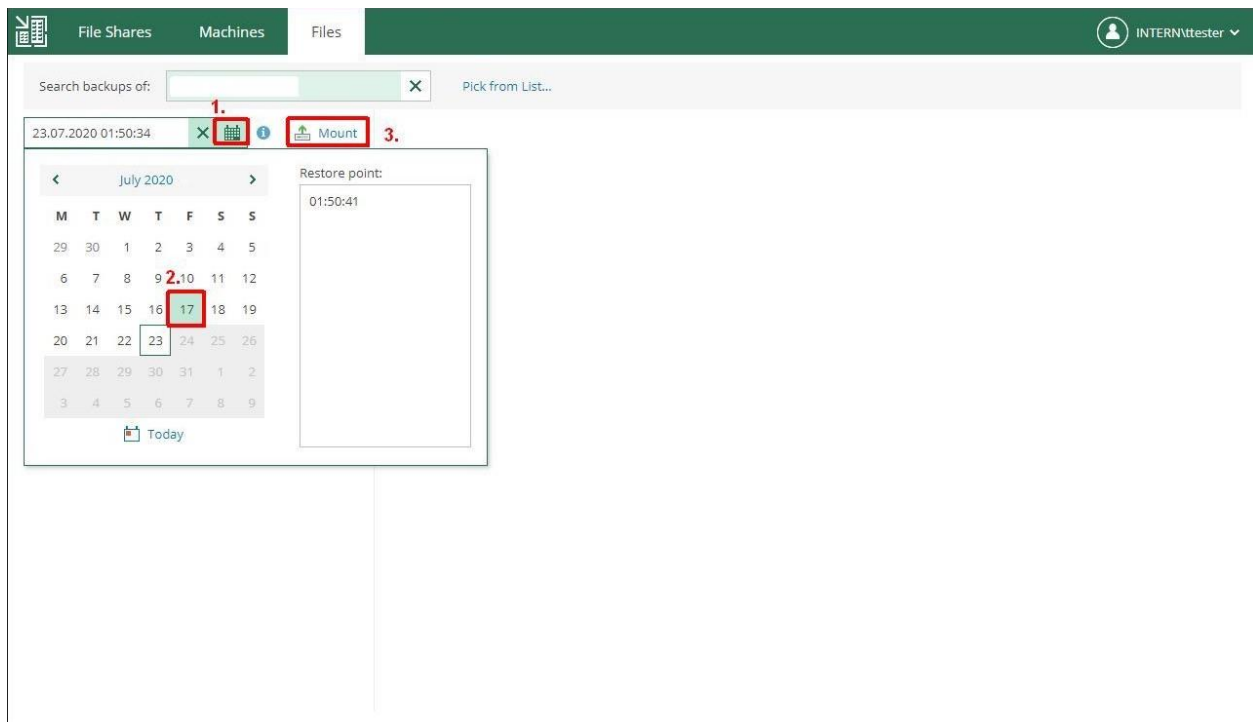 File Shares Machines Files INTERN\ttester
Search backups of: Pick from List...
1.
23.07.2020 01:50:34 Mount 3.
July 2020 Restore point:
01:50:41
M T W T F S S
29 30 1 2 3 4 5
6 7 8 9 2. 10 11 12
13 14 15 16 17 18 19
20 21 22 23 24 25 26
27 28 29 30 31 1 2
3 4 5 6 7 8 9
Today